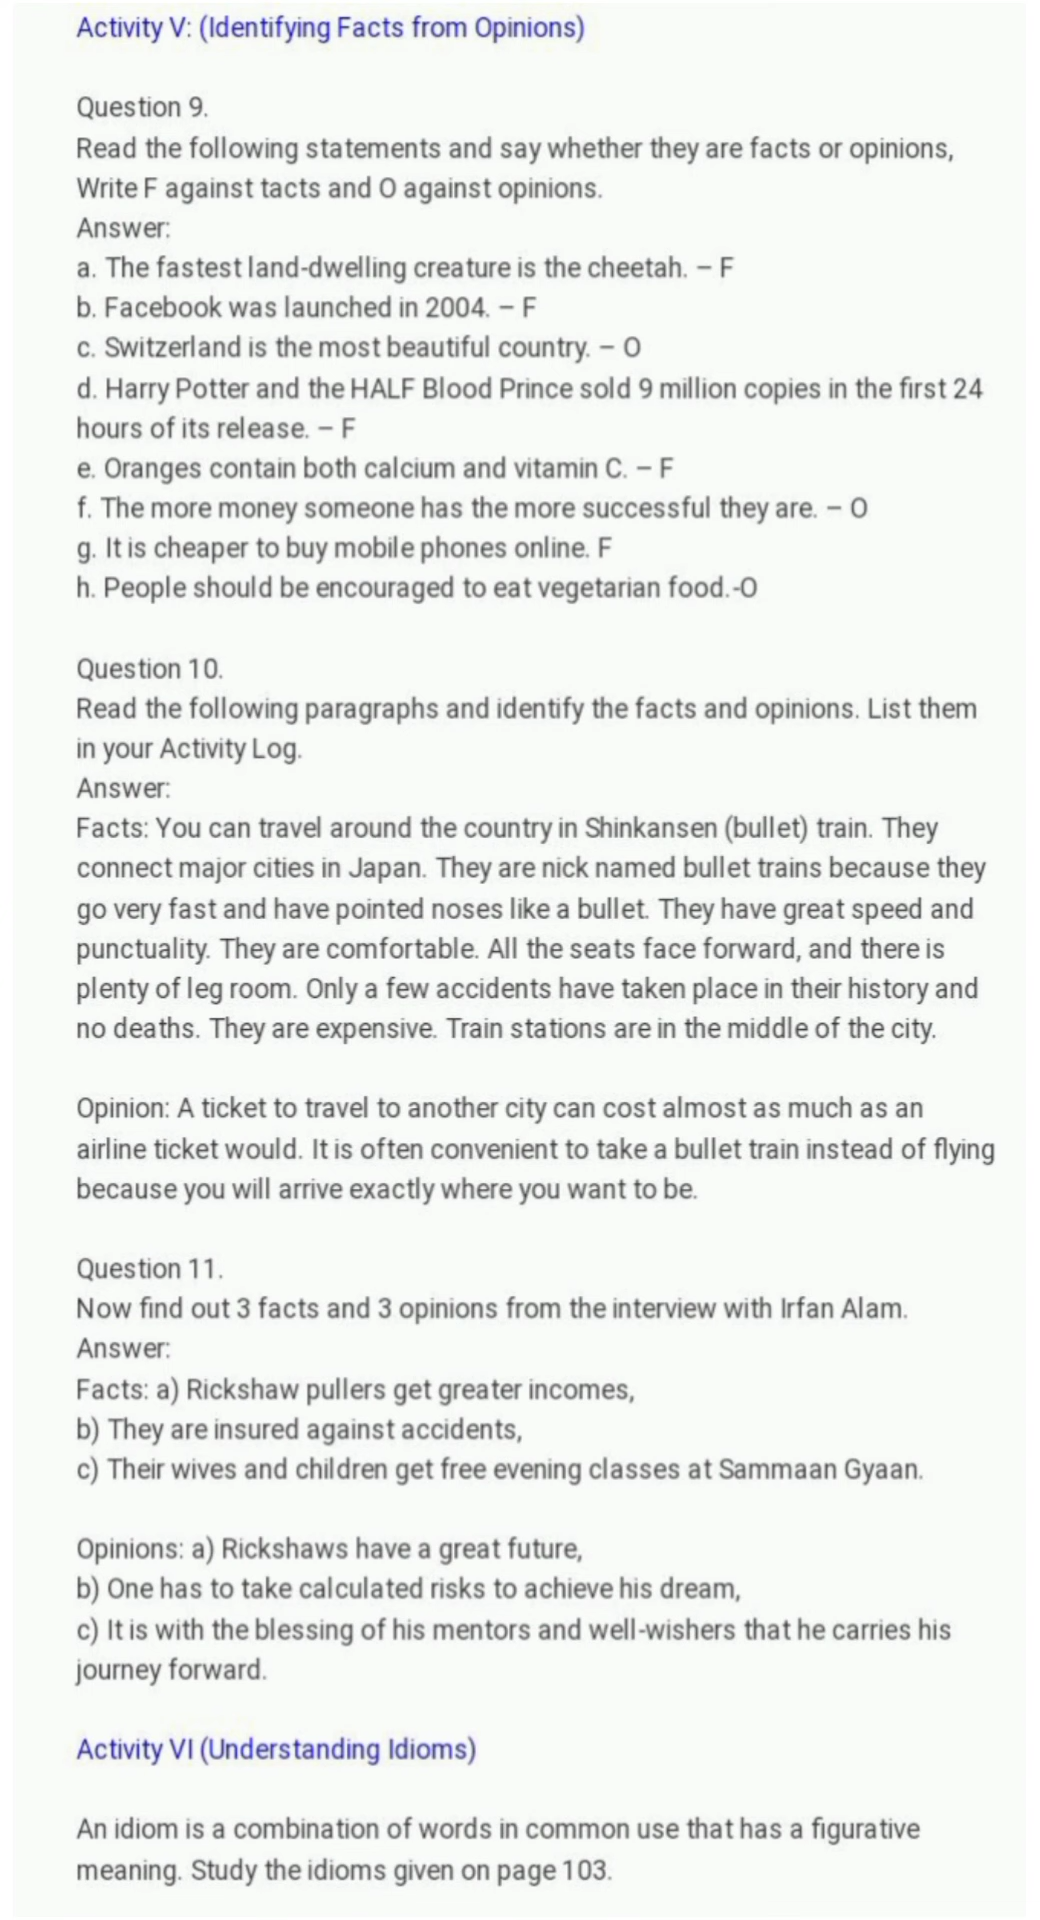 Activity V: (Identifying Facts from Opinions)
Question 9.
Read the following statements and say whether they are facts or opinions,
Write F against tacts and O against opinions.
Answer:
a. The fastest land-dwelling creature is the cheetah. – F
b. Facebook was launched in 2004. – F
c. Switzerland is the most beautiful country. – O
d. Harry Potter and the HALF Blood Prince sold 9 million copies in the first 24
hours of its release. – F
e. Oranges contain both calcium and vitamin C. – F
f. The more money someone has the more successful they are. – O
g. It is cheaper to buy mobile phones online. F
h. People should be encouraged to eat vegetarian food.-O
Question 10.
Read the following paragraphs and identify the facts and opinions. List them
in your Activity Log.
Answer:
Facts: You can travel around the country in Shinkansen (bullet) train. They
connect major cities in Japan. They are nick named bullet trains because they
go very fast and have pointed noses like a bullet. They have great speed and
punctuality. They are comfortable. All the seats face forward, and there is
plenty of leg room. Only a few accidents have taken place in their history and
no deaths. They are expensive. Train stations are in the middle of the city.
Opinion: A ticket to travel to another city can cost almost as much as an
airline ticket would. It is often convenient to take a bullet train instead of flying
because you will arrive exactly where you want to be.
Question 11.
Now find out 3 facts and 3 opinions from the interview with Irfan Alam.
Answer:
Facts: a) Rickshaw pullers get greater incomes,
b) They are insured against accidents,
c) Their wives and children get free evening classes at Sammaan Gyaan.
Opinions: a) Rickshaws have a great future,
b) One has to take calculated risks to achieve his dream,
c) It is with the blessing of his mentors and well-wishers that he carries his
journey forward.
Activity VI (Understanding Idioms)
An idiom is a combination of words in common use that has a figurative
meaning. Study the idioms given on page 103.